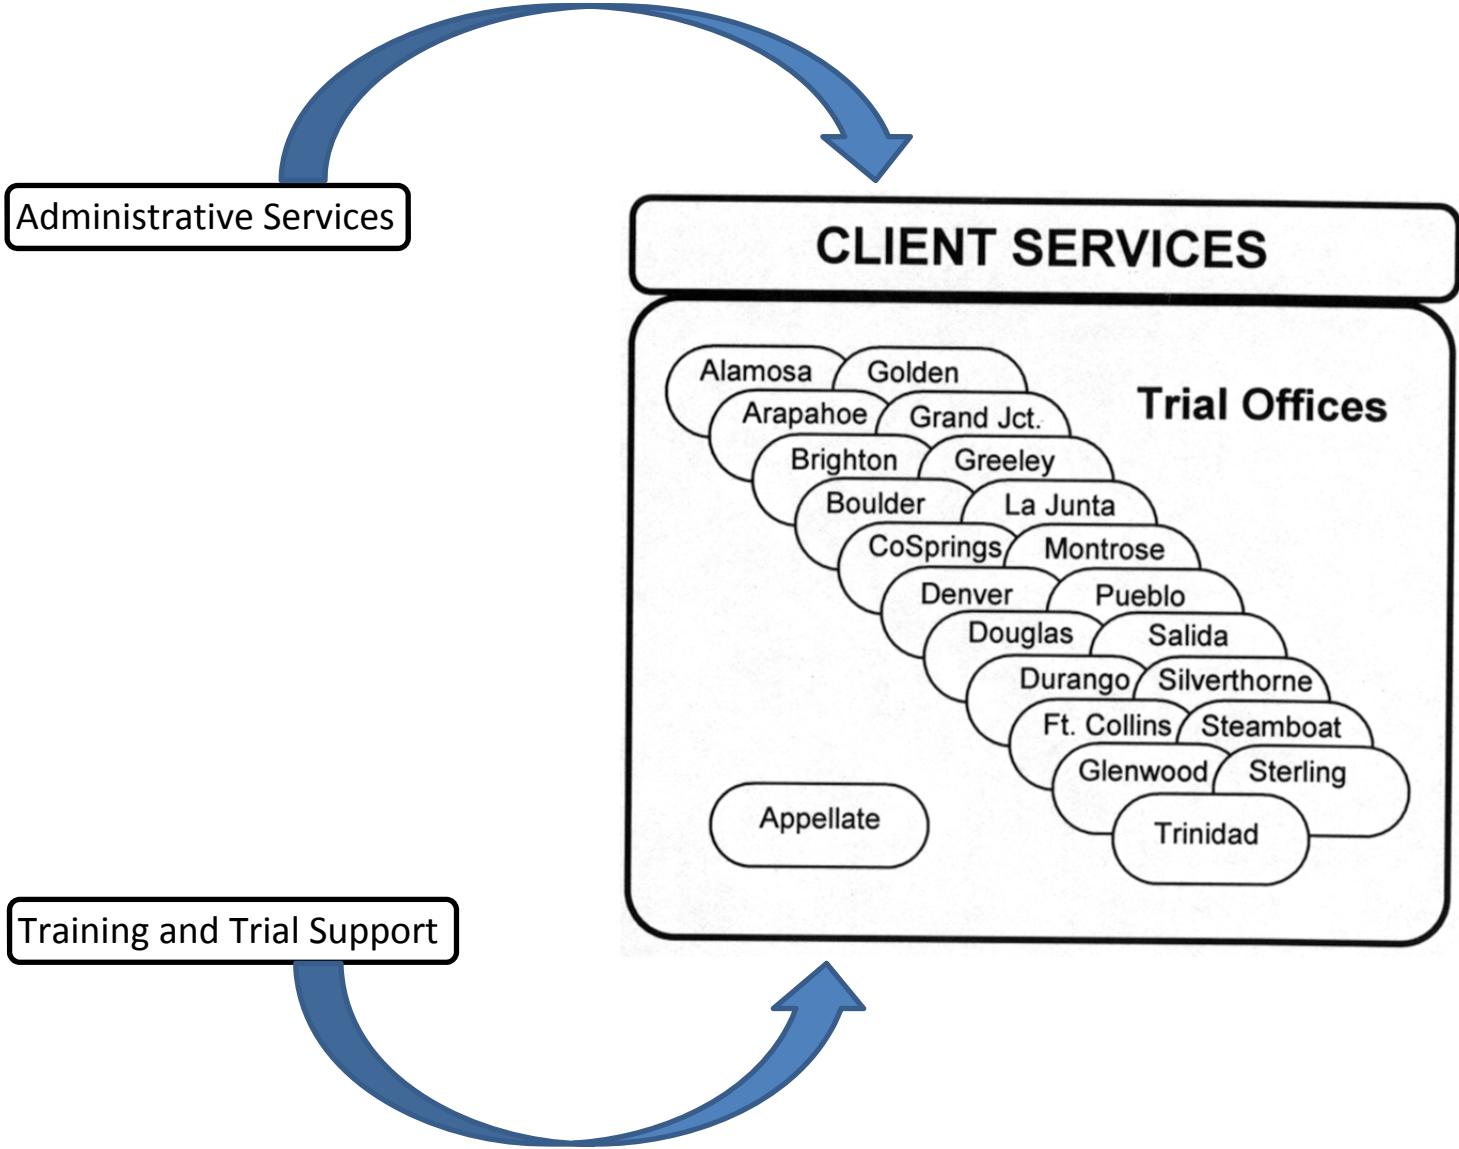 Administrative Services
CLIENT SERVICES
Trial Offices
Alamosa
Golden
Arapahoe
Grand Jct.
Brighton
Greeley
Boulder
La Junta
CoSprings
Montrose
Denver
Pueblo
Douglas
Salida
Durango
Silverthorne
Ft. Collins
Steamboat
Glenwood
Sterling
Trinidad
Appellate
Training and Trial Support